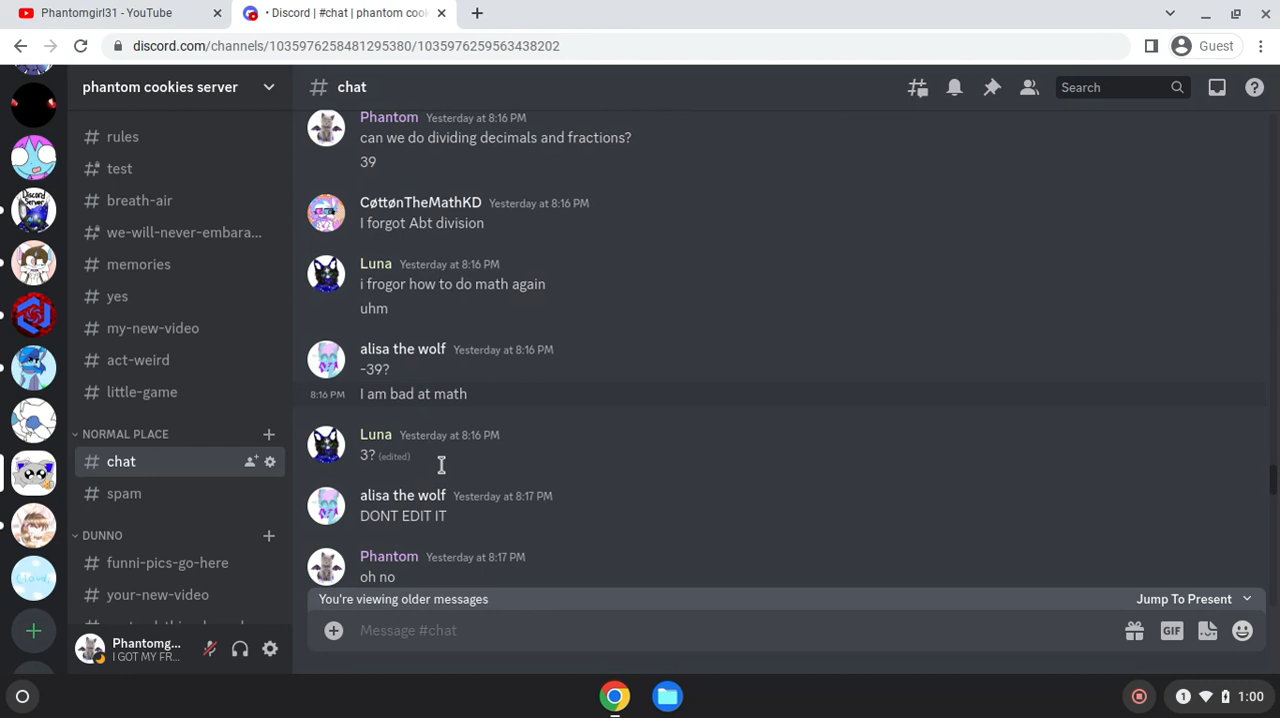 Phantomgirl31 - YouTube
• Discord | #chat | phantom cook
discord.com/channels/1035976258481295380/1035976259563438202
Guest
phantom cookies server
chat
Search
rules
test
breath-air
we-will-never-embara...
memories
yes
my-new-video
act-weird
little-game
NORMAL PLACE
chat
spam
DUNNO
funni-pics-go-here
your-new-video
Phantomg...
I GOT MY FR...
Discord Server
Cloud
Phantom Yesterday at 8:16 PM
can we do dividing decimals and fractions?
39
CøttønTheMathKD Yesterday at 8:16 PM
I forgot Abt division
Luna Yesterday at 8:16 PM
i frogor how to do math again
uhm
alisa the wolf Yesterday at 8:16 PM
-39?
8:16 PM I am bad at math
Luna Yesterday at 8:16 PM
3? (edited)
alisa the wolf Yesterday at 8:17 PM
DONT EDIT IT
Phantom Yesterday at 8:17 PM
oh no
You're viewing older messages
Jump To Present
Message #chat
GIF
1
1:00